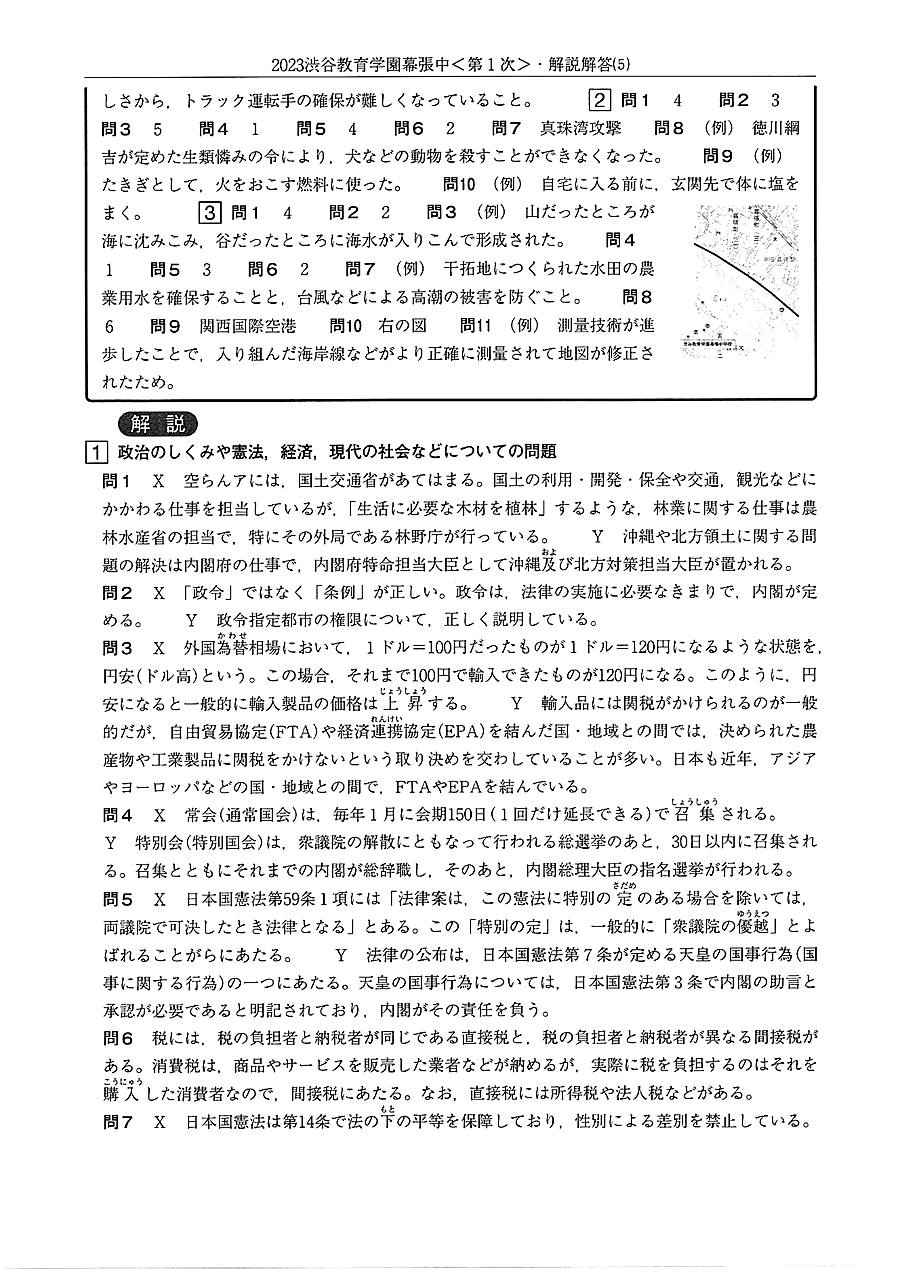 2023渋谷教育学園幕張中<第1次>・解説解答(5)
しさから，トラック運転手の確保が難しくなっていること。 2 問1 4 問2 3
問3 5 問4 1 問5 4 問6 2 問7 真珠湾攻撃 問8 (例) 徳川綱
吉が定めた生類憐みの令により，犬などの動物を殺すことができなくなった。 問9 (例)
たきぎとして，火をおこす燃料に使った。 問10 (例) 自宅に入る前に，玄関先で体に塩を
まく。 3 問1 4 問2 2 問3 (例) 山だったところが
海に沈みこみ，谷だったところに海水が入りこんで形成された。 問4
1 問5 3 問6 2 問7 (例) 干拓地につくられた水田の農
業用水を確保することと，台風などによる高潮の被害を防ぐこと。 問8
6 問9 関西国際空港 問10 右の図 問11 (例) 測量技術が進
歩したことで，入り組んだ海岸線などがより正確に測量されて地図が修正さ
れたため。
解説
1 政治のしくみや憲法，経済，現代の社会などについての問題
問1 X 空らんアには，国土交通省があてはまる。国土の利用・開発・保全や交通，観光などに
かかわる仕事を担当しているが，「生活に必要な木材を植林」するような，林業に関する仕事は農
林水産省の担当で，特にその外局である林野庁が行っている。 Y 沖縄や北方領土に関する問
題の解決は内閣府の仕事で，内閣府特命担当大臣として沖縄及び北方対策担当大臣が置かれる。
問2 X 「政令」ではなく「条例」が正しい。政令は，法律の実施に必要なきまりで，内閣が定
める。 Y 政令指定都市の権限について，正しく説明している。
問3 X 外国為替相場において，1ドル＝100円だったものが1ドル＝120円になるような状態を，
円安(ドル高)という。この場合，それまで100円で輸入できたものが120円になる。このように，円
安になると一般的に輸入製品の価格は上昇する。 Y 輸入品には関税がかけられるのが一般
的だが，自由貿易協定(FTA)や経済連携協定(EPA)を結んだ国・地域との間では，決められた農
産物や工業製品に関税をかけないという取り決めを交わしていることが多い。日本も近年，アジア
やヨーロッパなどの国・地域との間で，FTAやEPAを結んでいる。
問4 X 常会(通常国会)は，毎年1月に会期150日(1回だけ延長できる)で召集される。
Y 特別会(特別国会)は，衆議院の解散にともなって行われる総選挙のあと，30日以内に召集され
る。召集とともにそれまでの内閣が総辞職し，そのあと，内閣総理大臣の指名選挙が行われる。
問5 X 日本国憲法第59条1項には「法律案は，この憲法に特別の定のある場合を除いては，
両議院で可決したとき法律となる」とある。この「特別の定」は，一般的に「衆議院の優越」とよ
ばれることがらにあたる。 Y 法律の公布は，日本国憲法第7条が定める天皇の国事行為(国
事に関する行為)の一つにあたる。天皇の国事行為については，日本国憲法第3条で内閣の助言と
承認が必要であると明記されており，内閣がその責任を負う。
問6 税には，税の負担者と納税者が同じである直接税と，税の負担者と納税者が異なる間接税が
ある。消費税は，商品やサービスを販売した業者などが納めるが，実際に税を負担するのはそれを
購入した消費者なので，間接税にあたる。なお，直接税には所得税や法人税などがある。
問7 X 日本国憲法は第14条で法の下の平等を保障しており，性別による差別を禁止している。